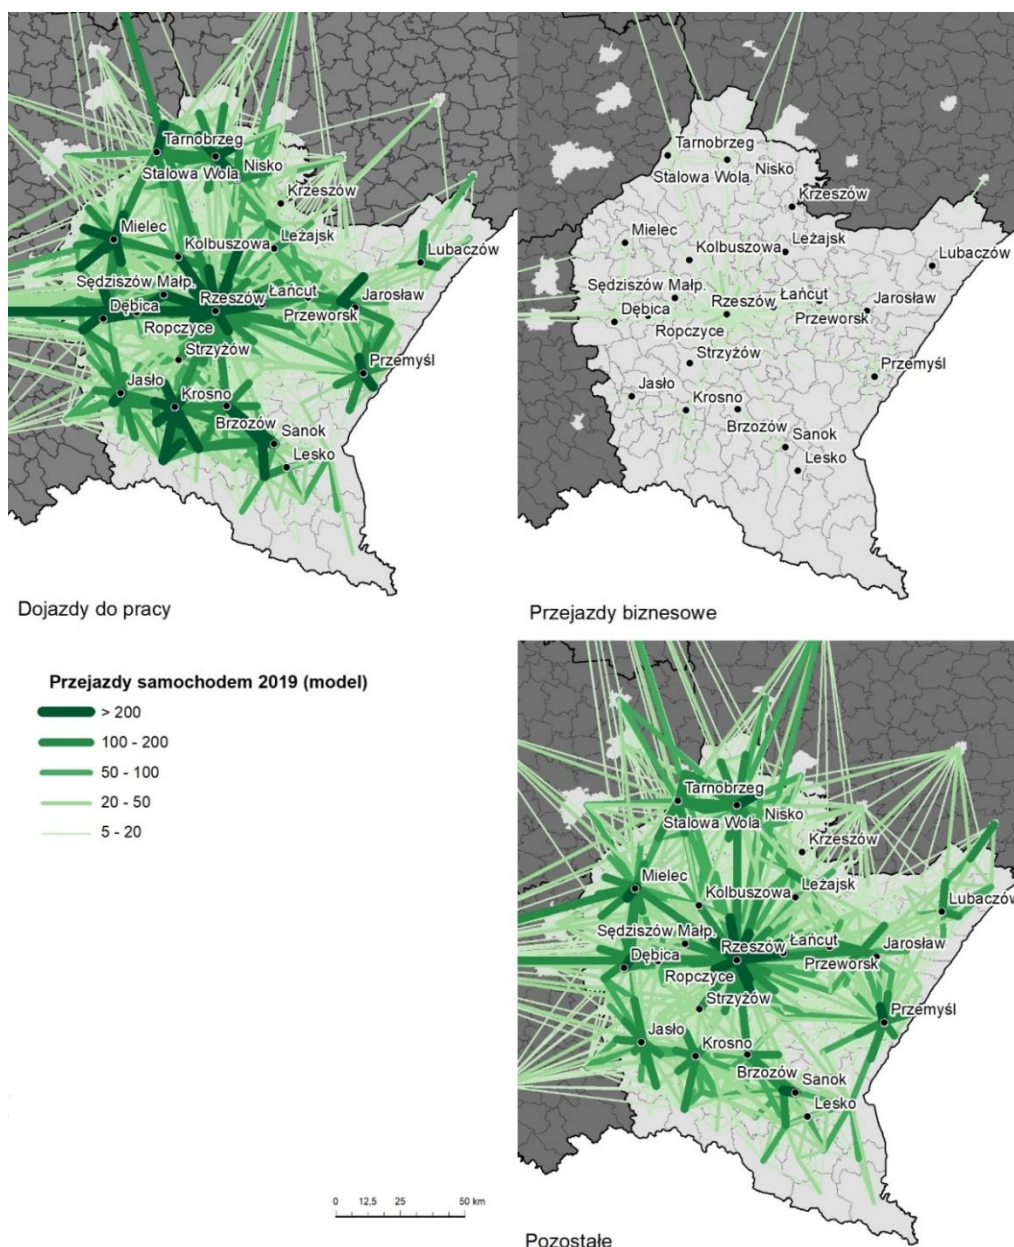 Tarnobrzeg
Stalowa Wola
Nisko
Krzeszów
Mielec
Kolbuszowa
Leżajsk
Lubaczów
Sędziszów Małp.
Rzeszów
Łańcut
Jarosław
Dębica
Ropczyce
Przeworsk
Strzyżów
Przemyśl
Jasło
Krosno
Brzozów
Sanok
Lesko
Dojazdy do pracy
Tarnobrzeg
Stalowa Wola
Nisko
Krzeszów
Mielec
Kolbuszowa
Leżajsk
Lubaczów
Sędziszów Małp.
Rzeszów
Łańcut
Jarosław
Dębica
Ropczyce
Przeworsk
Strzyżów
Przemyśl
Jasło
Krosno
Brzozów
Sanok
Lesko
Przejazdy biznesowe
Przejazdy samochodem 2019 (model)
> 200
100 - 200
50 - 100
20 - 50
5 - 20
0 12,5 25 50 km
Tarnobrzeg
Stalowa Wola
Nisko
Krzeszów
Mielec
Kolbuszowa
Leżajsk
Lubaczów
Sędziszów Małp.
Rzeszów
Łańcut
Jarosław
Dębica
Ropczyce
Przeworsk
Strzyżów
Przemyśl
Jasło
Krosno
Brzozów
Sanok
Lesko
Pozostałe